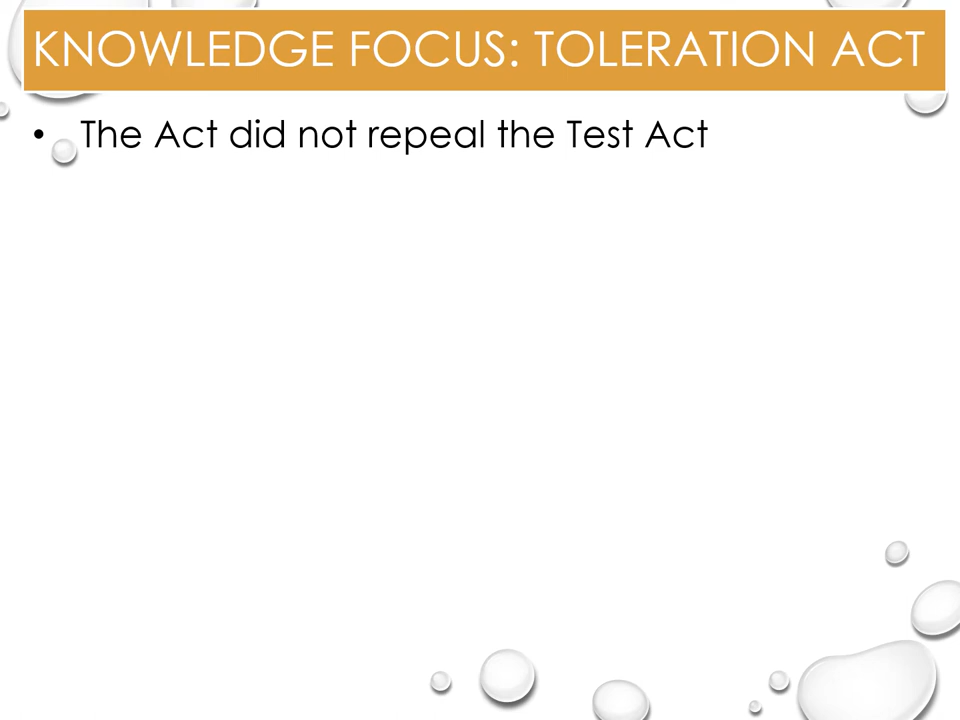 KNOWLEDGE FOCUS: TOLERATION ACT
• The Act did not repeal the Test Act